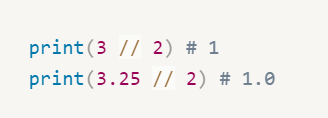 print(3 // 2) # 1
print(3.25 // 2) # 1.0